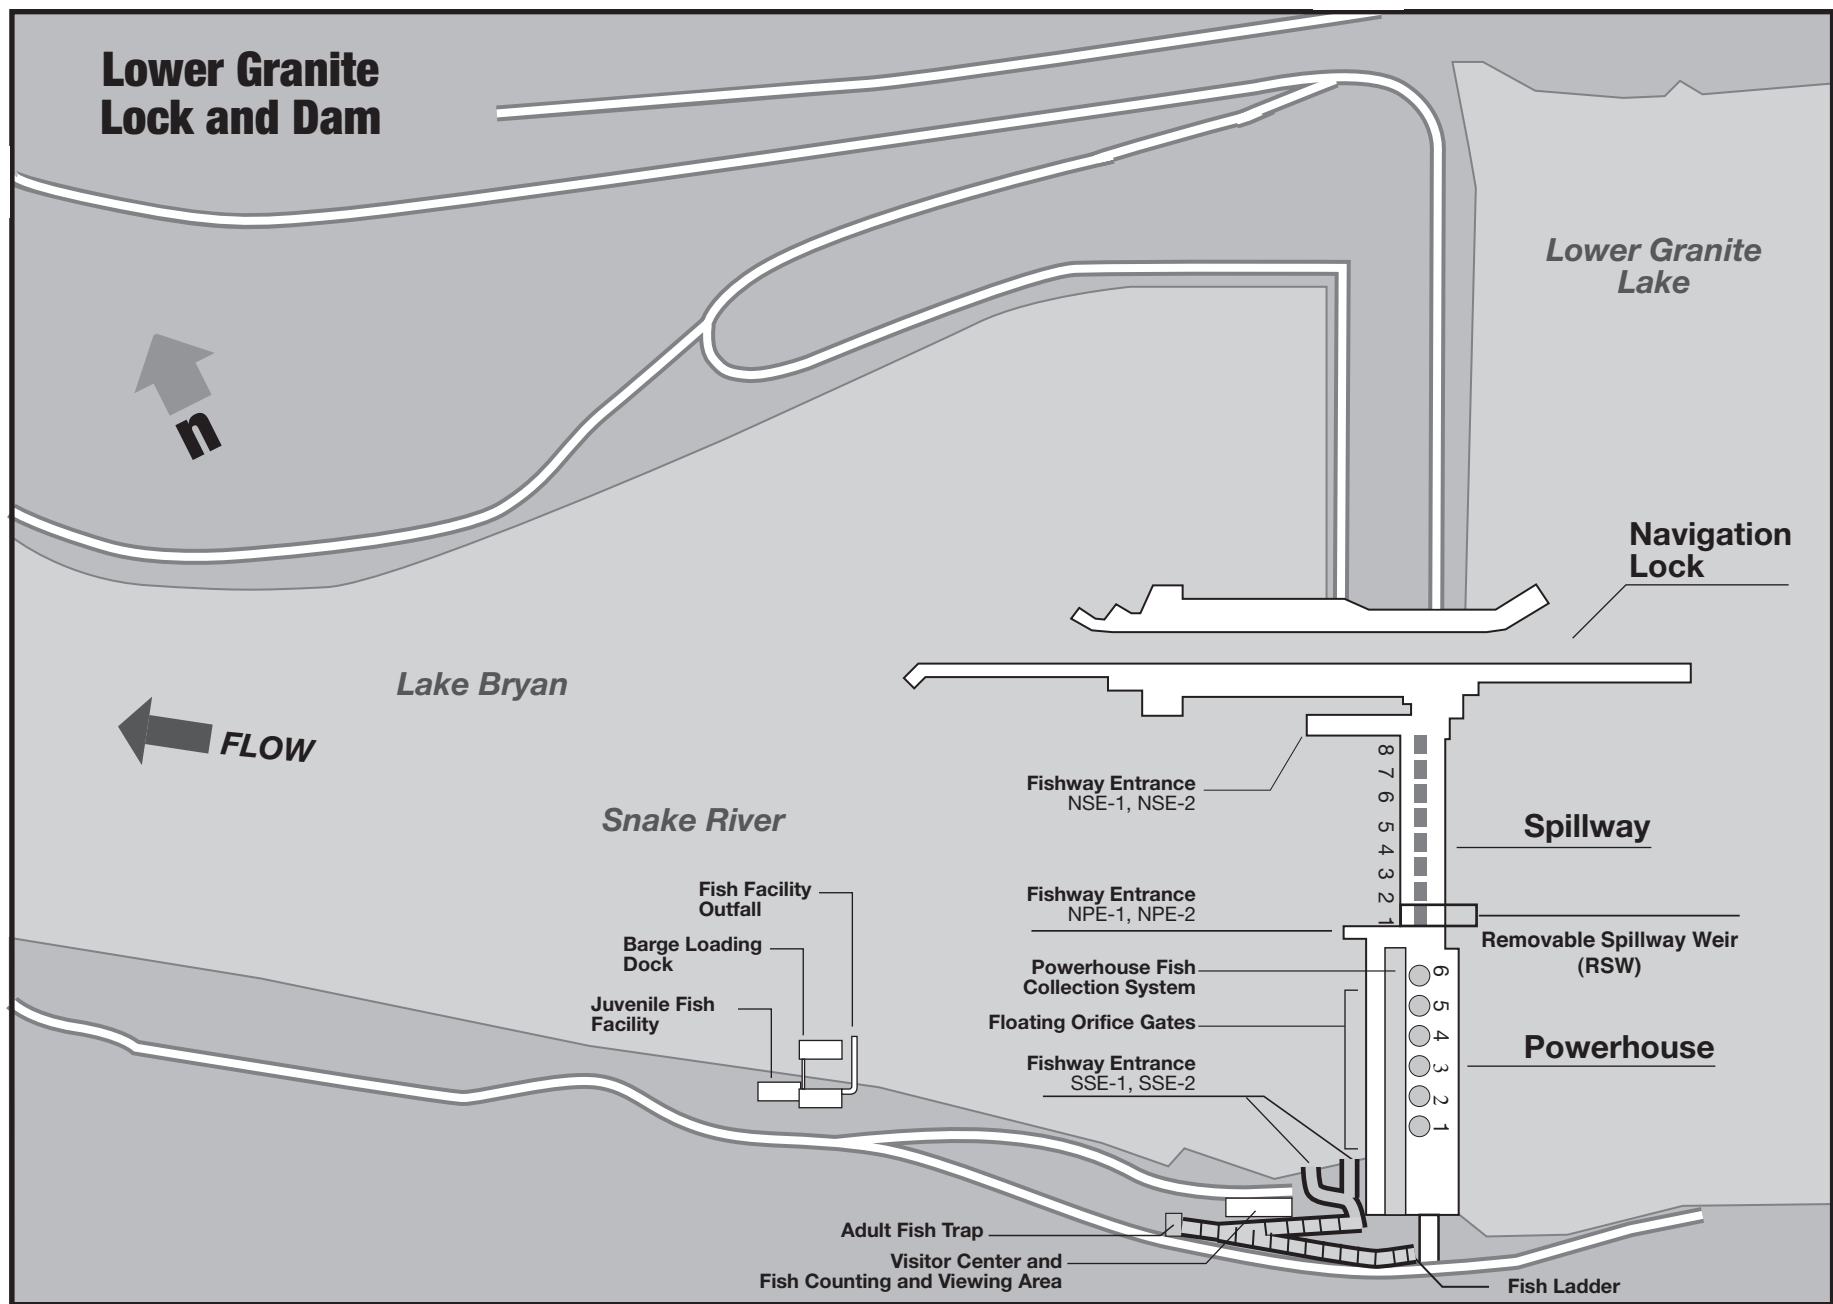 Lower Granite
Lock and Dam
Lower Granite
Lake
n
Navigation
Lock
Lake Bryan
FLOW
Snake River
Fishway Entrance
NSE-1, NSE-2
8
7
6
5
4
3
2
1
Spillway
Fish Facility
Outfall
Fishway Entrance
NPE-1, NPE-2
Barge Loading
Dock
Removable Spillway Weir
(RSW)
Powerhouse Fish
Collection System
Juvenile Fish
Facility
Floating Orifice Gates
6
5
4
3
2
1
Powerhouse
Fishway Entrance
SSE-1, SSE-2
Adult Fish Trap
Visitor Center and
Fish Counting and Viewing Area
Fish Ladder